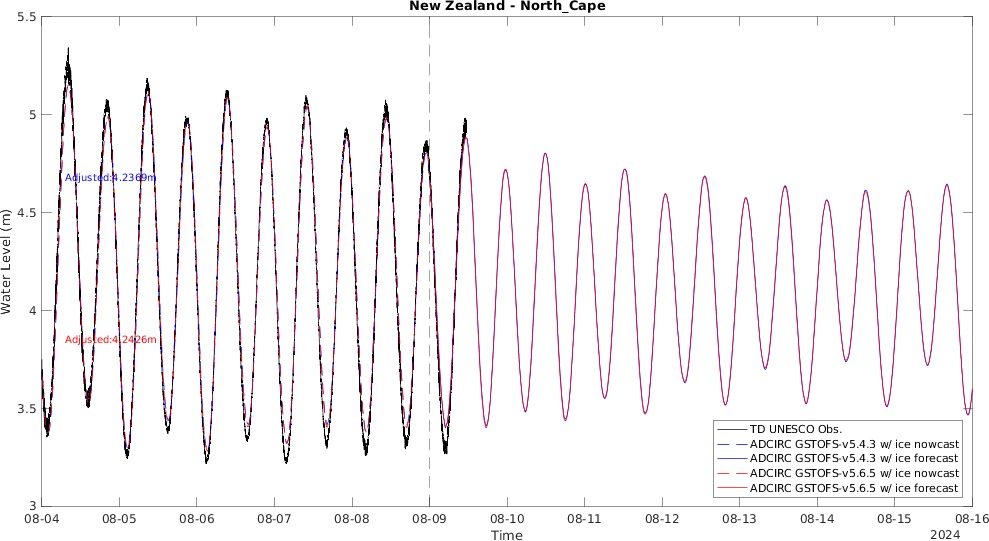 New Zealand - North_Cape
5.5
5
4.5
4
3.5
3
Water Level (m)
Adjusted:4.2369m
Adjusted:4.2426m
TD UNESCO Obs.
ADCIRC GSTOFS-v5.4.3 w/ ice nowcast
ADCIRC GSTOFS-v5.4.3 w/ ice forecast
ADCIRC GSTOFS-v5.6.5 w/ ice nowcast
ADCIRC GSTOFS-v5.6.5 w/ ice forecast
08-04 08-05 08-06 08-07 08-08 08-09 08-10 08-11 08-12 08-13 08-14 08-15 08-16
Time
2024